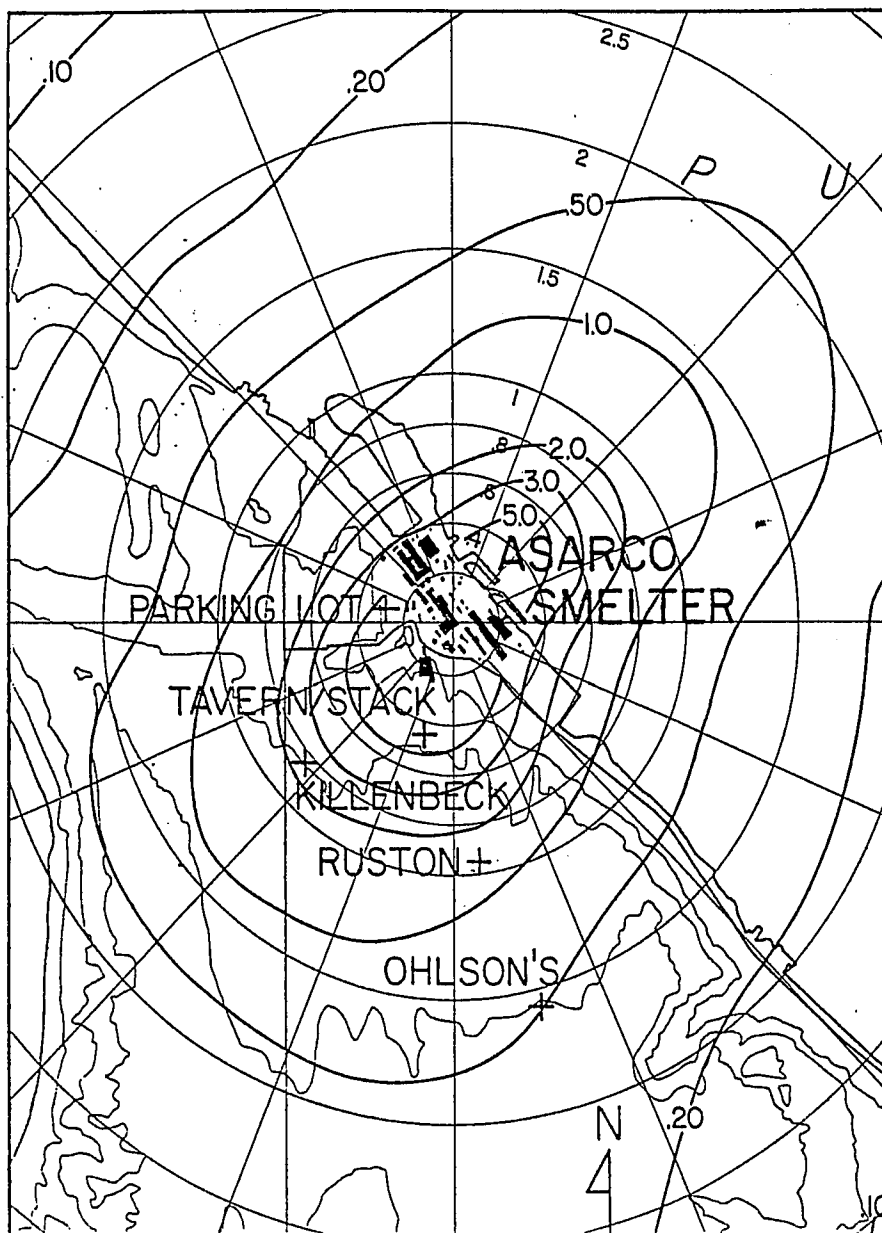 2.5
.10
.20
2
P U
.50
1.5
1.0
1
.8
2.0
3.0
5.0
.4
ASARCO
PARKING LOT
SMELTER
TAVERN/STACK
KILLENBECK
RUSTON
OHLSON'S
N
.20
.10